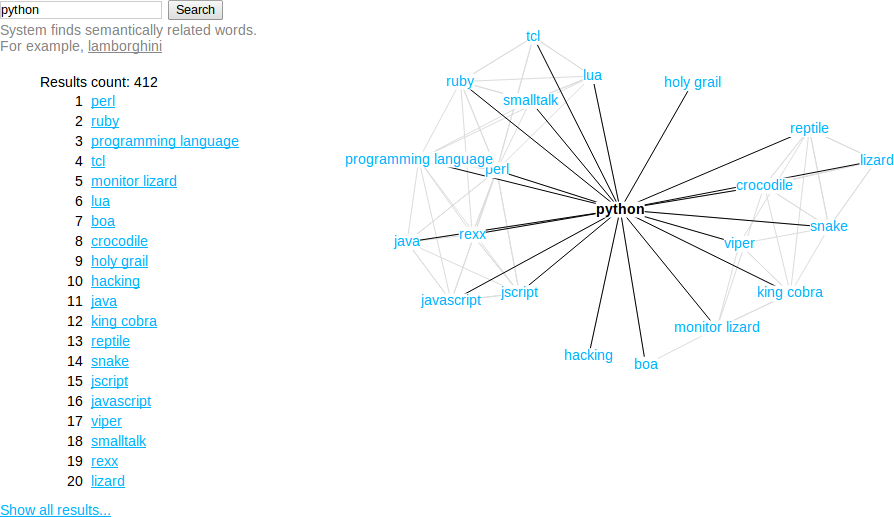 python Search
System finds semantically related words.
For example, lamborghini
Results count: 412
1 perl
2 ruby
3 programming language
4 tcl
5 monitor lizard
6 lua
7 boa
8 crocodile
9 holy grail
10 hacking
11 java
12 king cobra
13 reptile
14 snake
15 jscript
16 javascript
17 viper
18 smalltalk
19 rexx
20 lizard
Show all results...
tcl
lua
ruby
holy grail
smalltalk
reptile
programming language
lizard
perl
crocodile
python
snake
rexx
java
viper
jscript
king cobra
javascript
monitor lizard
hacking
boa